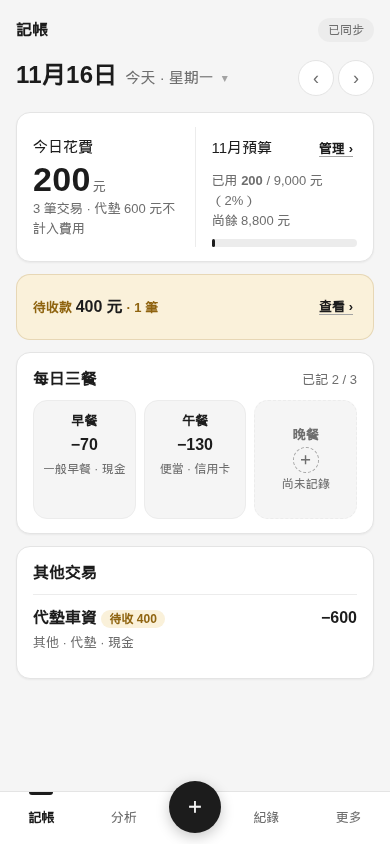 記帳
已同步
11月16日 今天 · 星期一 ▾
‹ ›
今日花費
200 元
3 筆交易 · 代墊 600 元不
計入費用
11月預算
管理 ›
已用 200 / 9,000 元
（ 2% ）
尚餘 8,800 元
待收款 400 元 · 1 筆
查看 ›
每日三餐
已記 2 / 3
早餐
−70
一般早餐 · 現金
午餐
−130
便當 · 信用卡
晚餐
+
尚未記錄
其他交易
代墊車資 待收 400
−600
其他 · 代墊 · 現金
記帳
分析
+
紀錄
更多